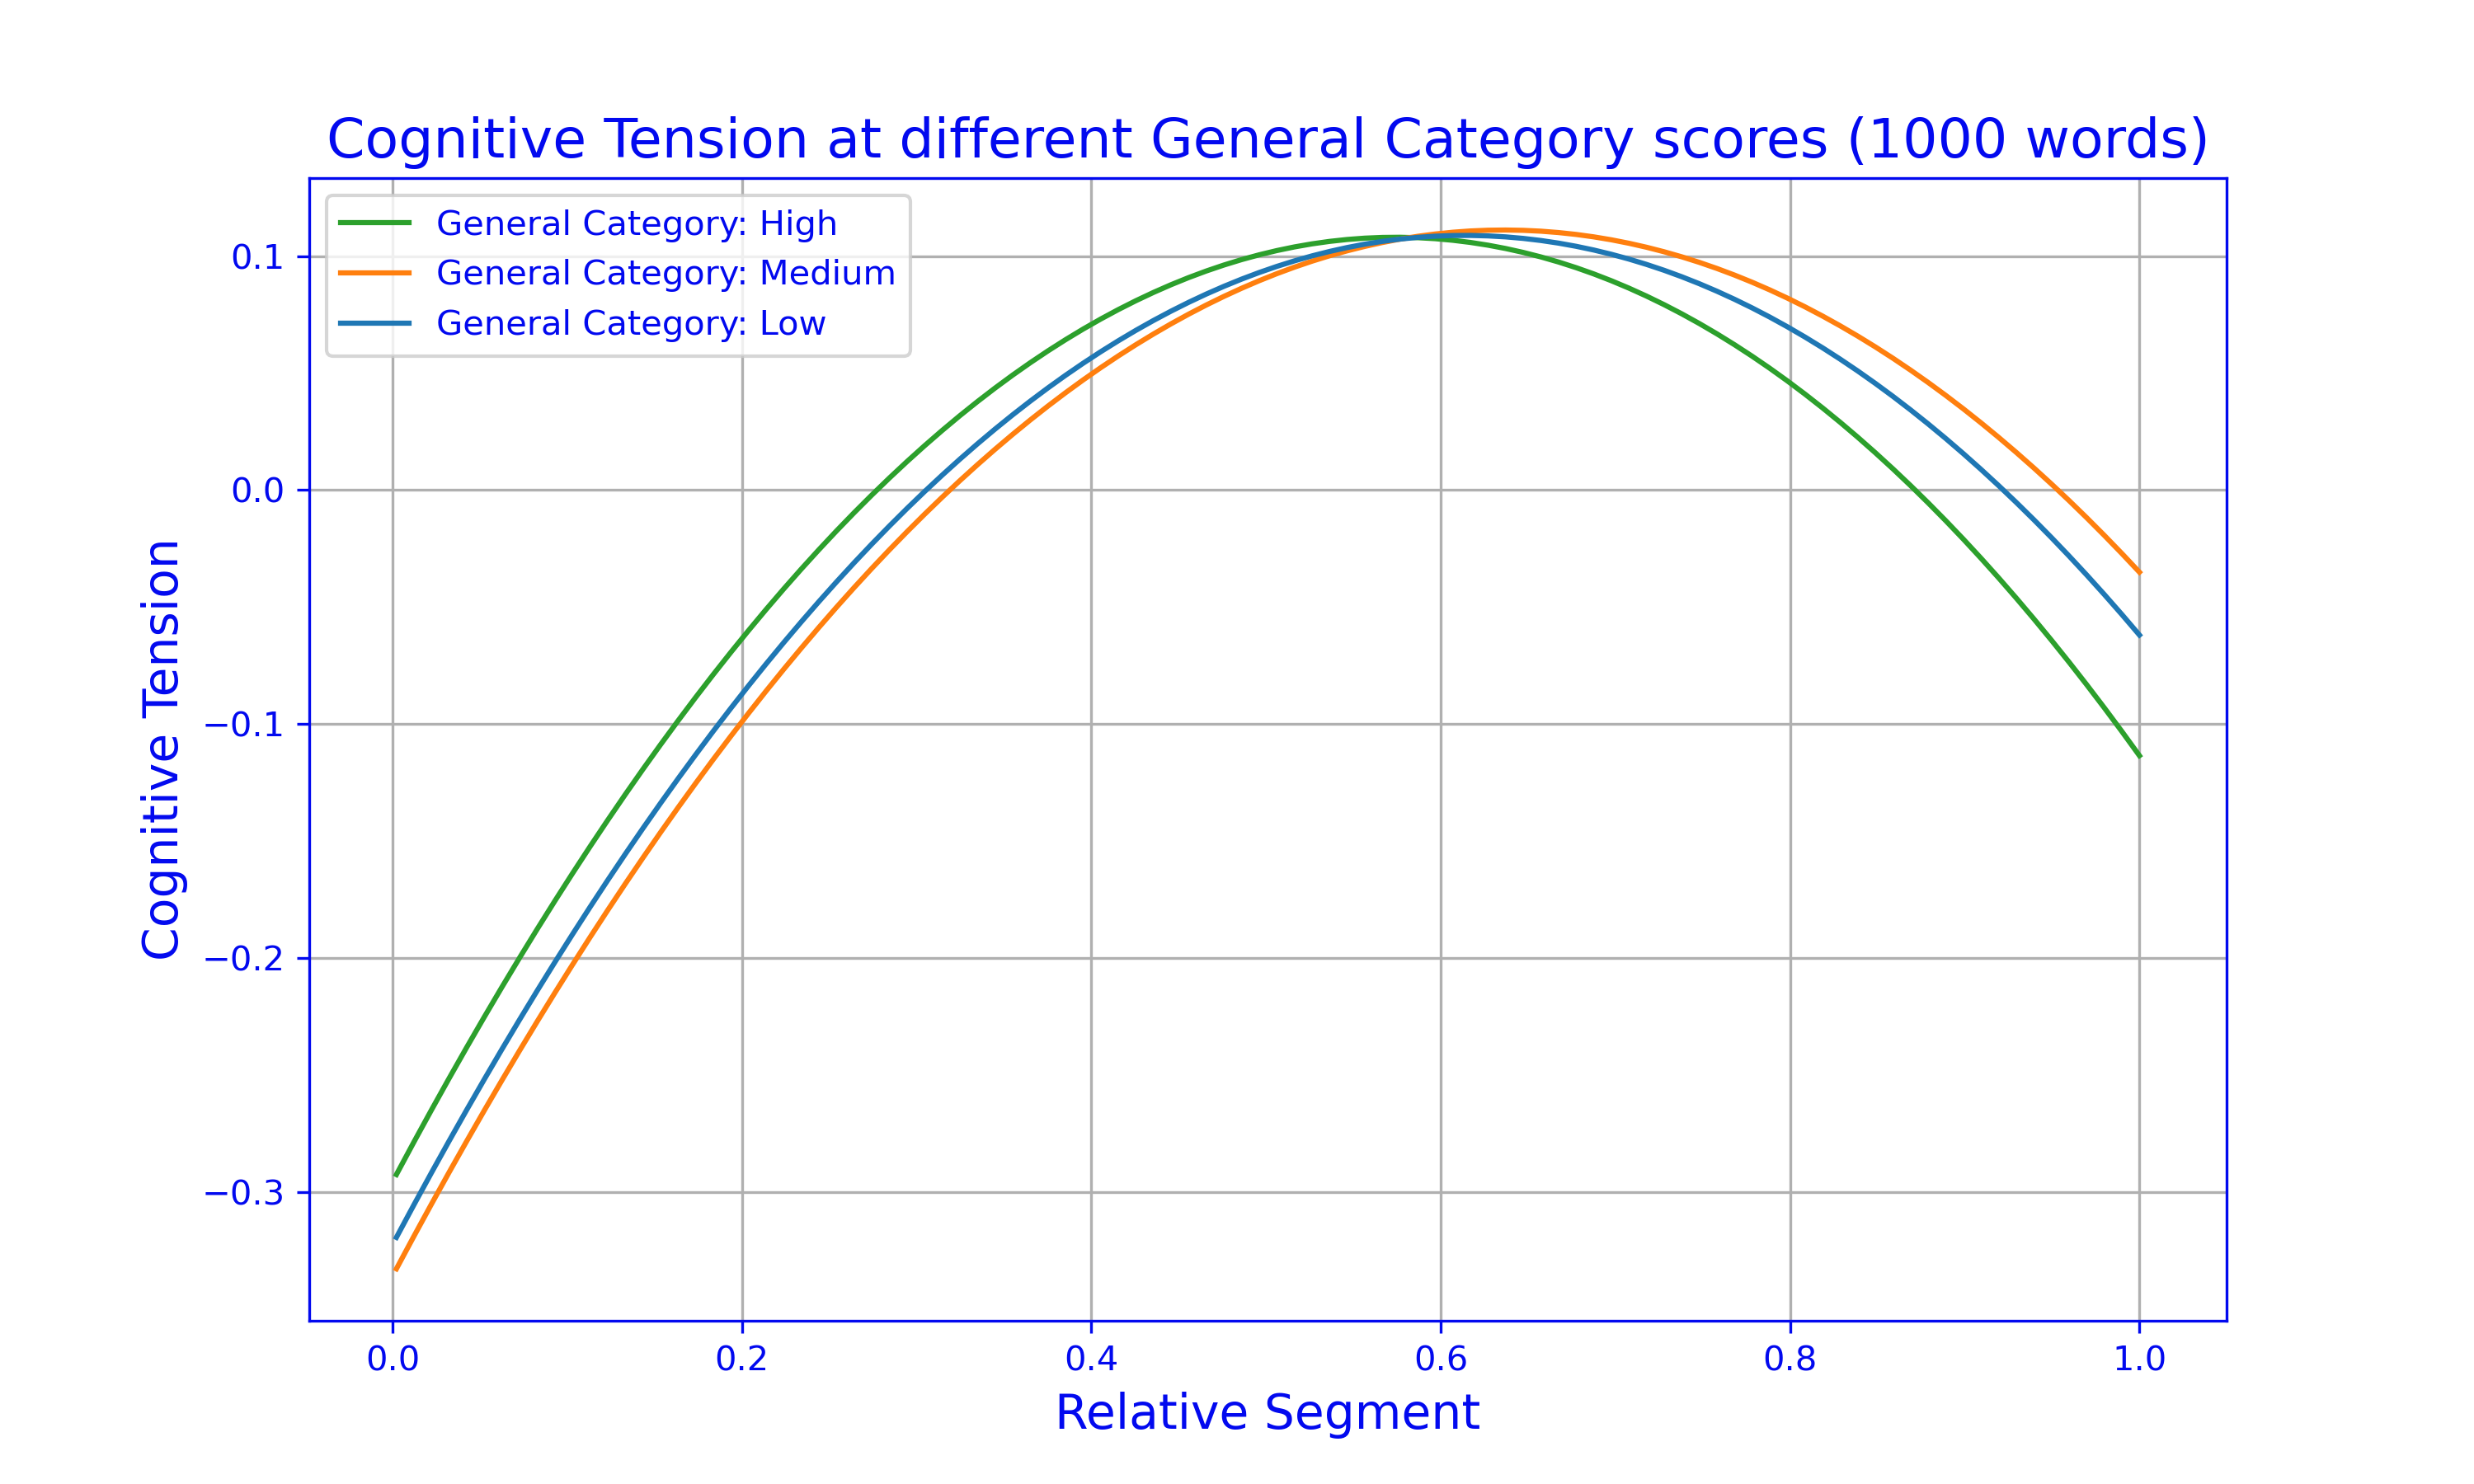 Cognitive Tension at different General Category scores (1000 words)
General Category: High
General Category: Medium
General Category: Low
0.1
0.0
−0.1
−0.2
−0.3
Cognitive Tension
0.0 0.2 0.4 0.6 0.8 1.0
Relative Segment